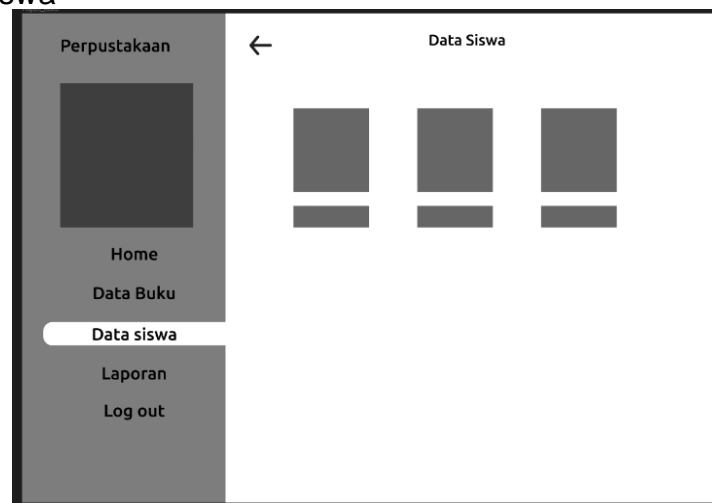 Perpustakaan
Data Siswa
Home
Data Buku
Data siswa
Laporan
Log out